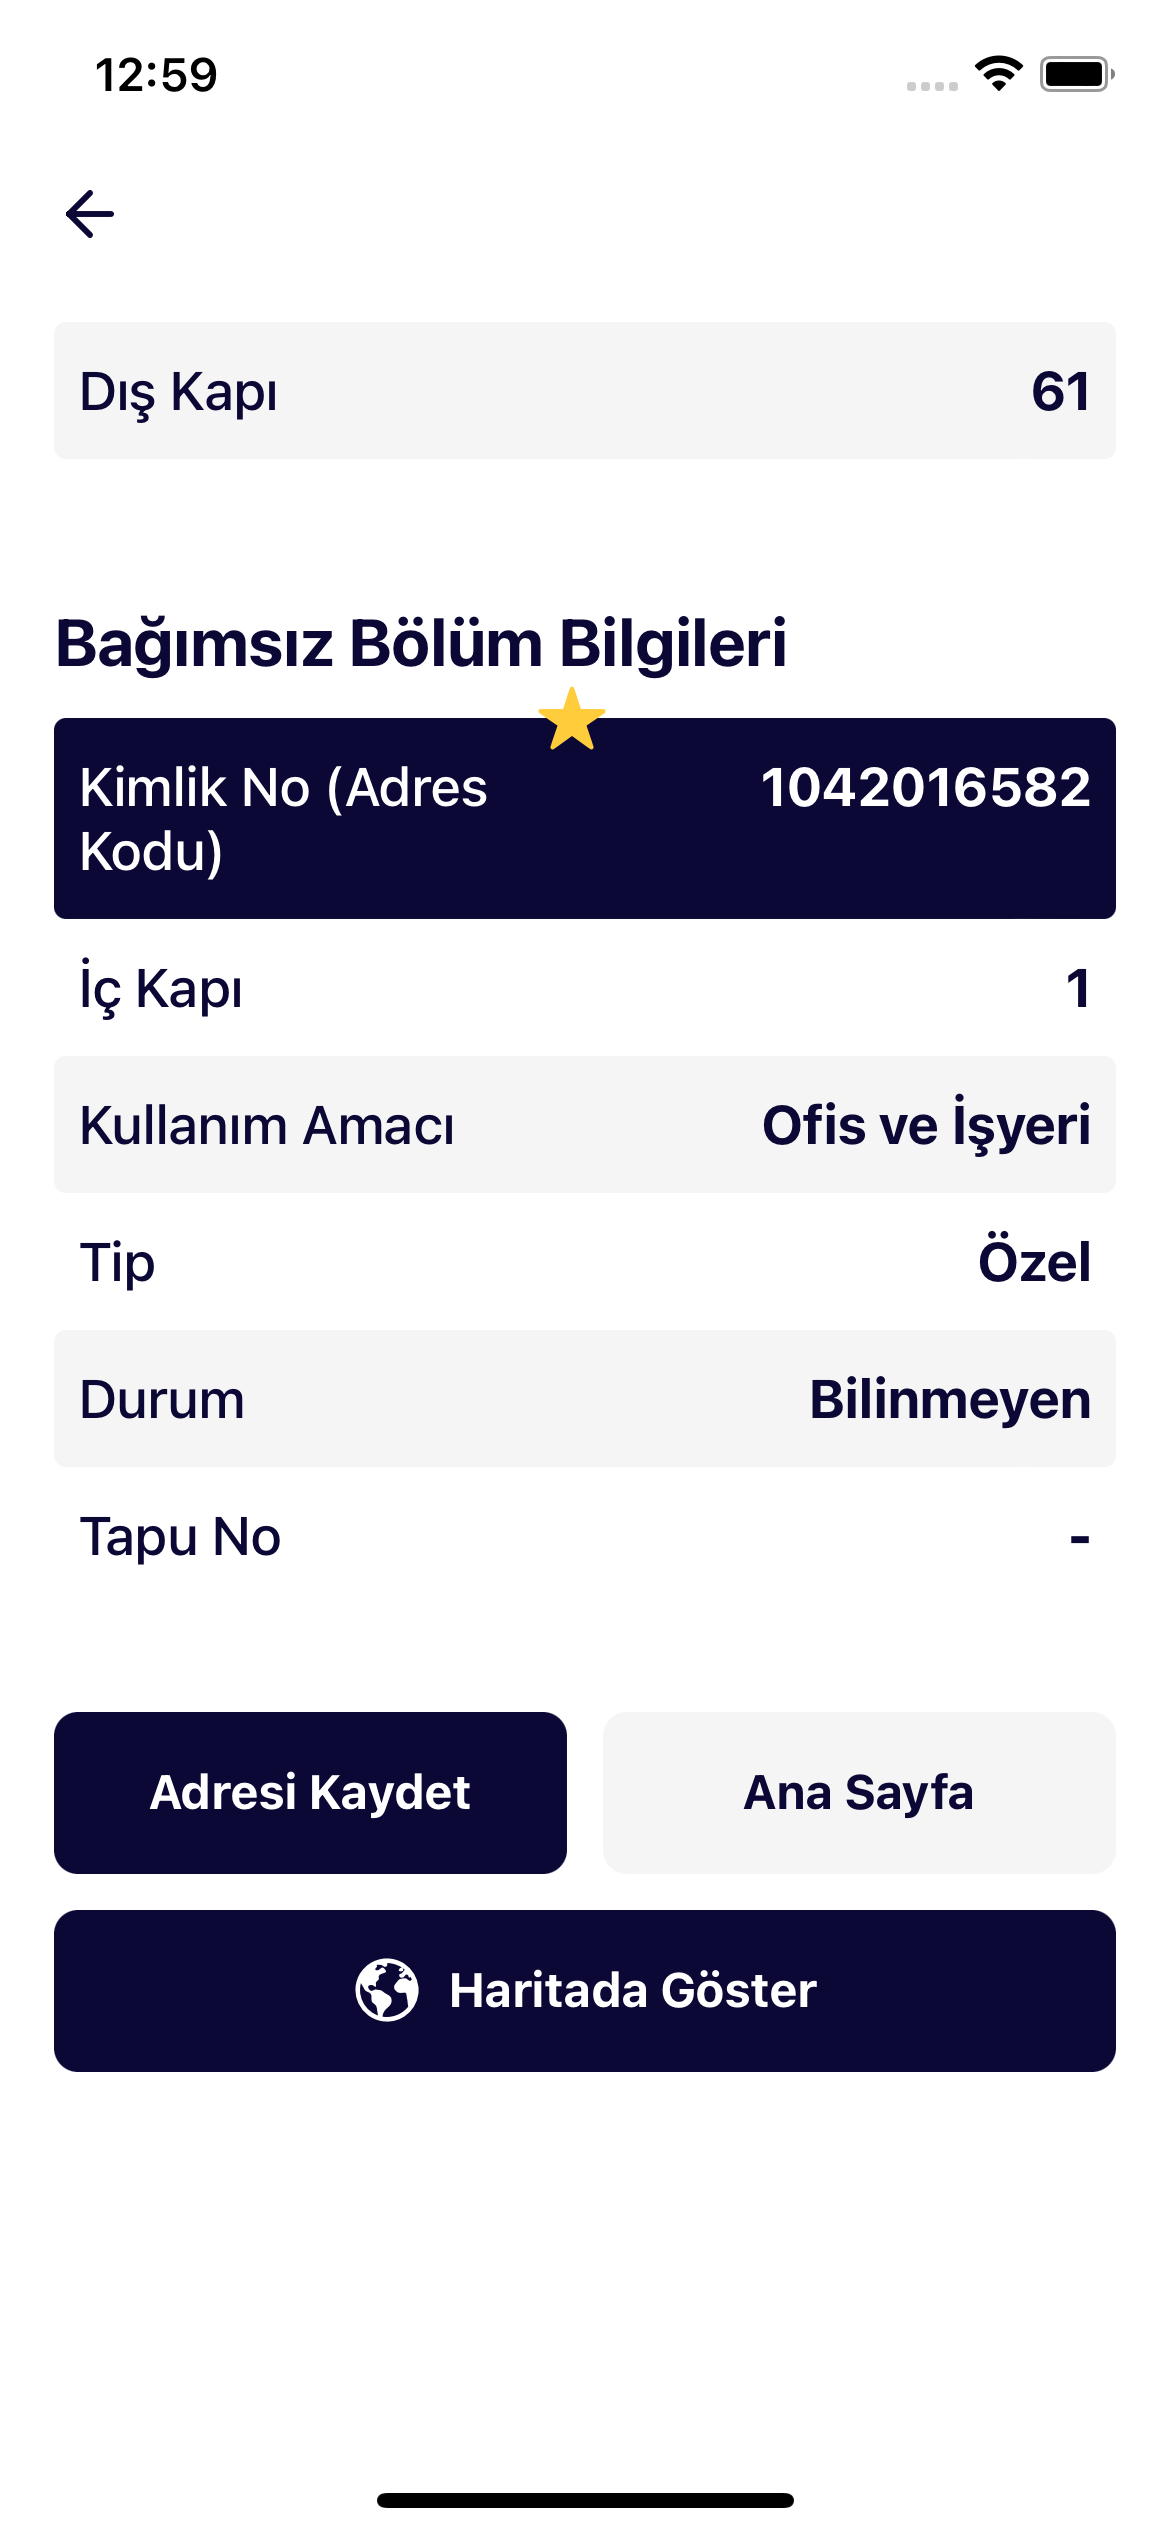 12:59
Dış Kapı 61
Bağımsız Bölüm Bilgileri
Kimlik No (Adres 1042016582
Kodu)
İç Kapı 1
Kullanım Amacı Ofis ve İşyeri
Tip Özel
Durum Bilinmeyen
Tapu No -
Adresi Kaydet Ana Sayfa
Haritada Göster